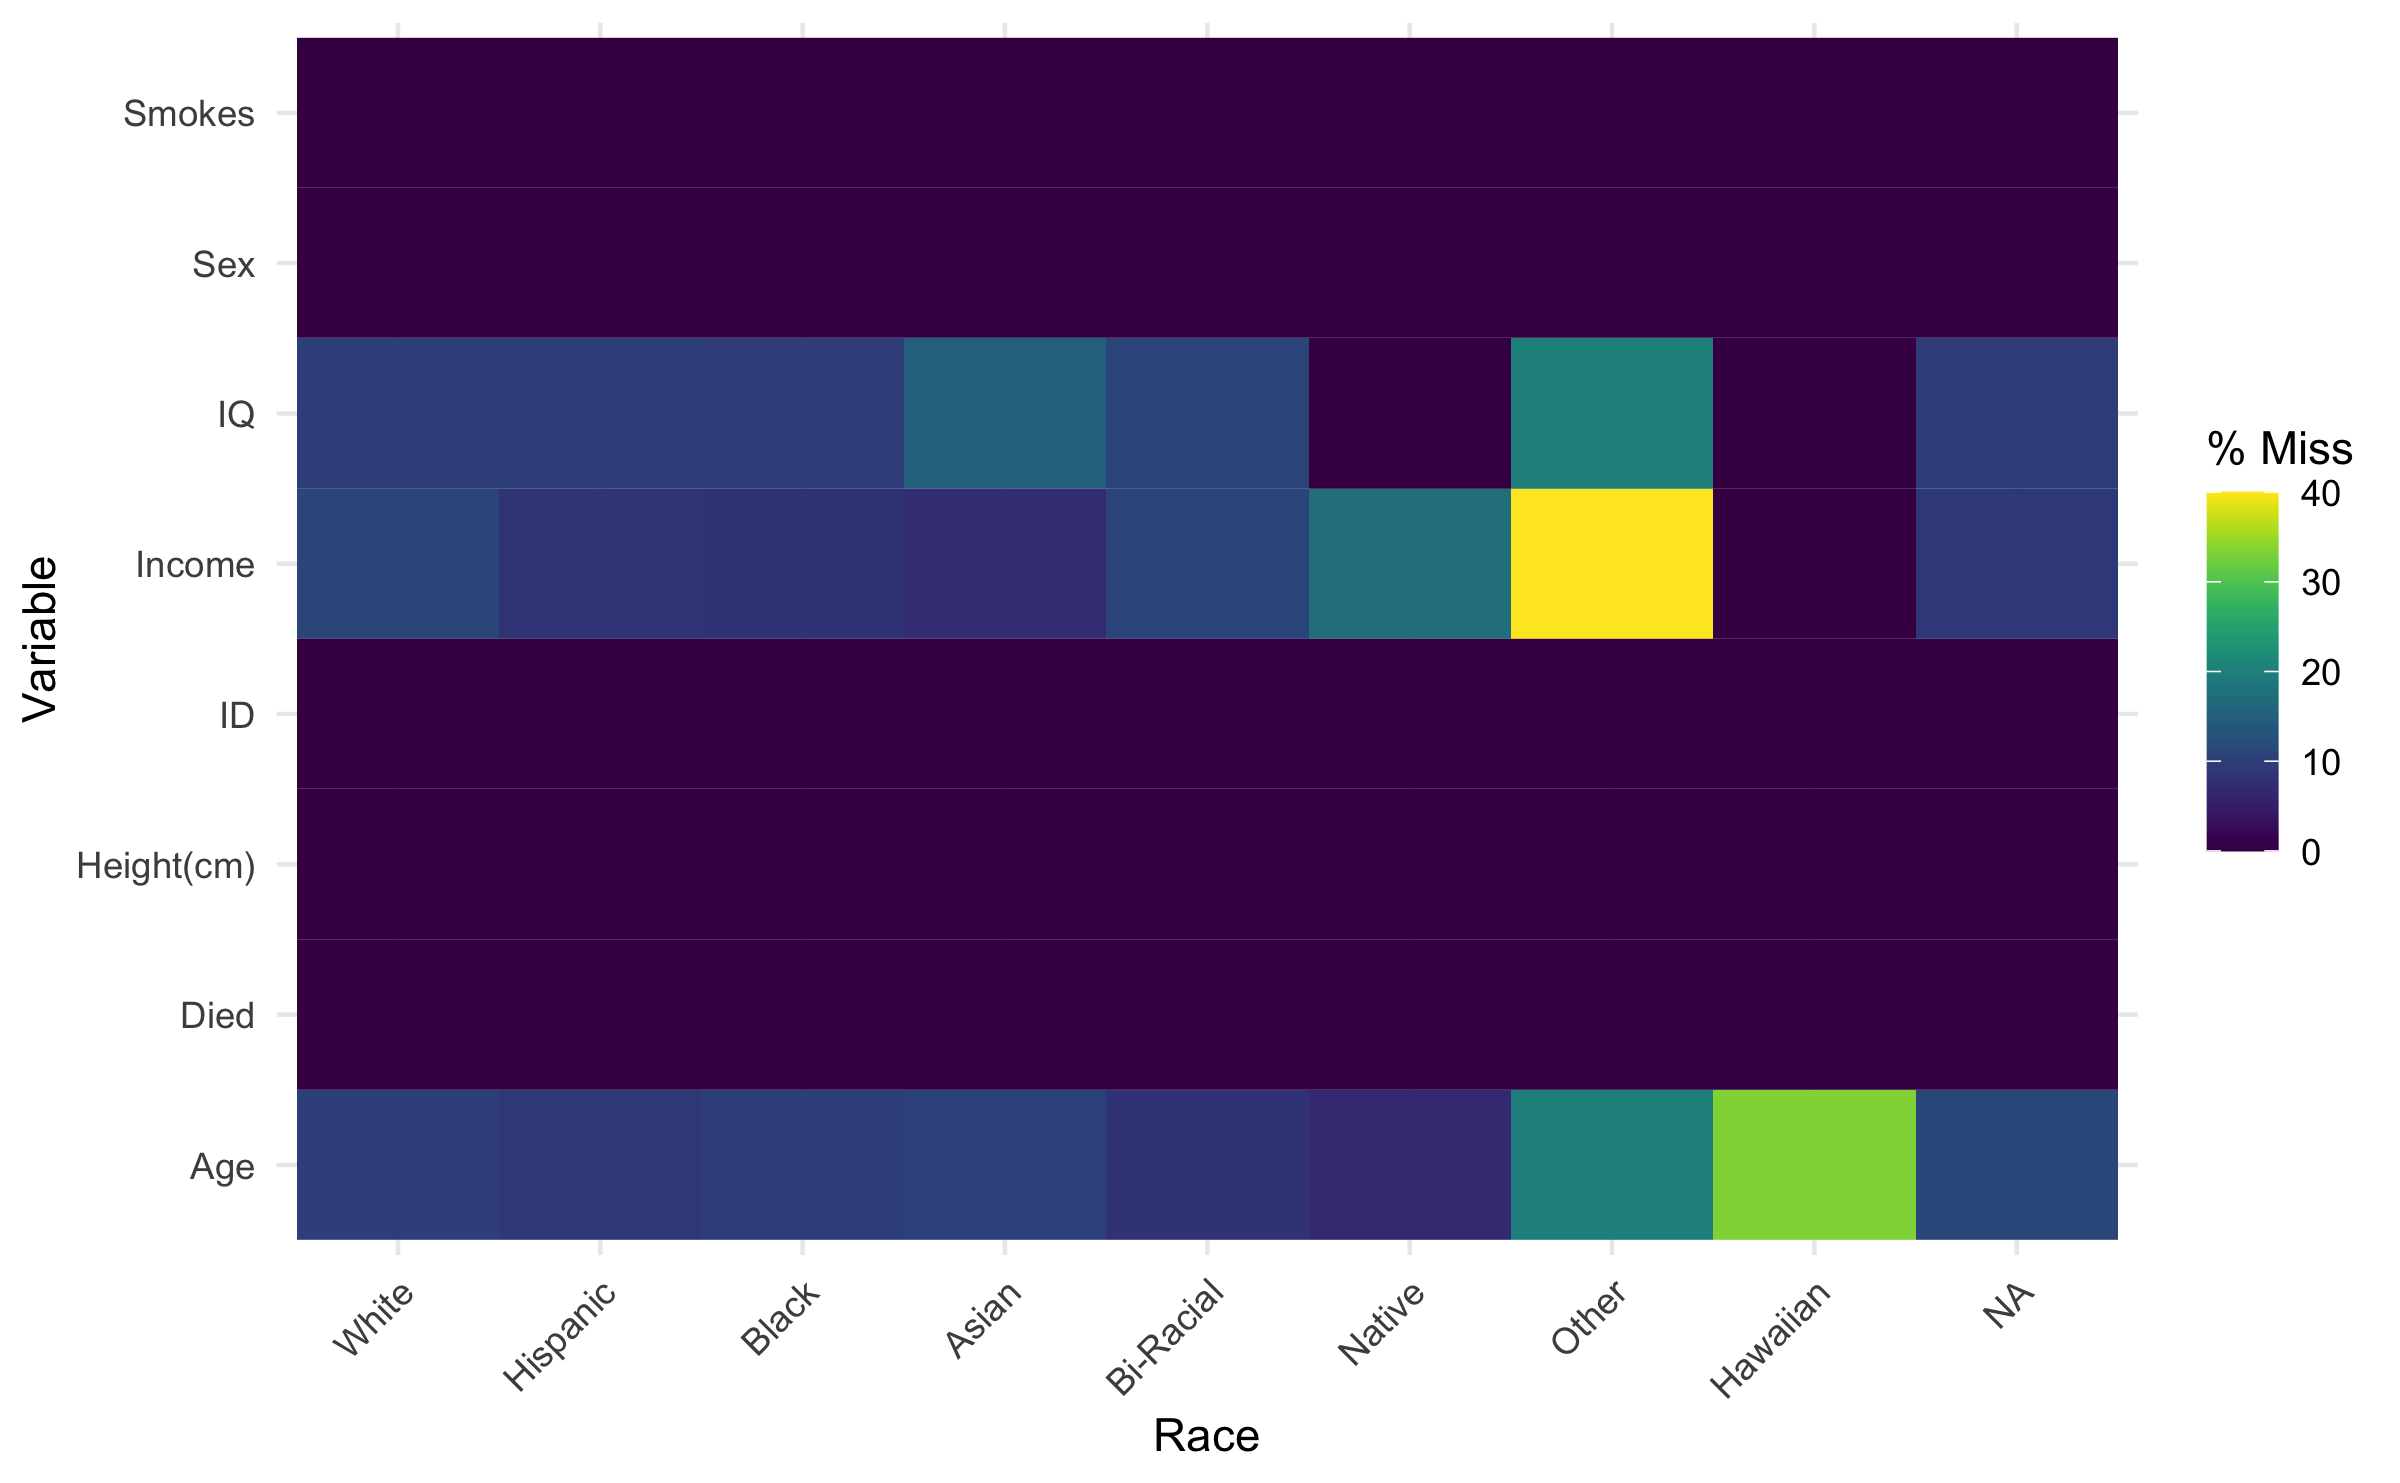 Smokes
Sex
IQ
Income
ID
Height(cm)
Died
Age
Variable
White
Hispanic
Black
Asian
Bi-Racial
Native
Other
Hawaiian
NA
Race
% Miss
40
30
20
10
0